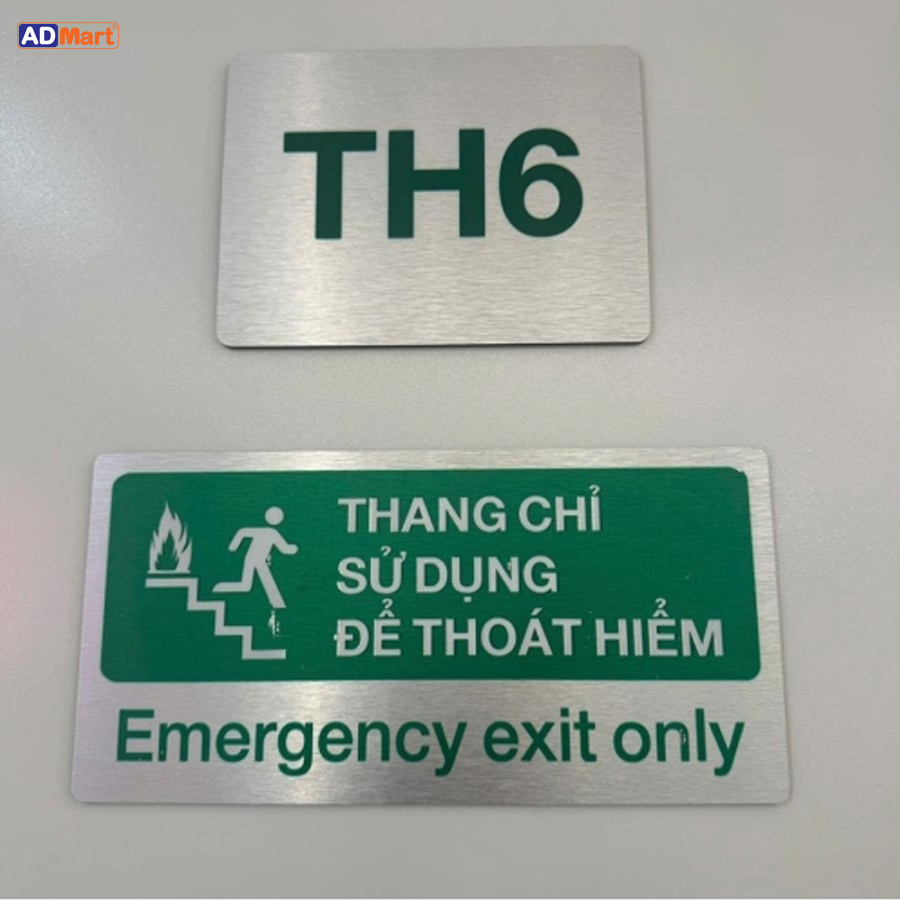 ADMart
TH6
THANG CHỈ
SỬ DỤNG
ĐỂ THOÁT HIỂM
Emergency exit only